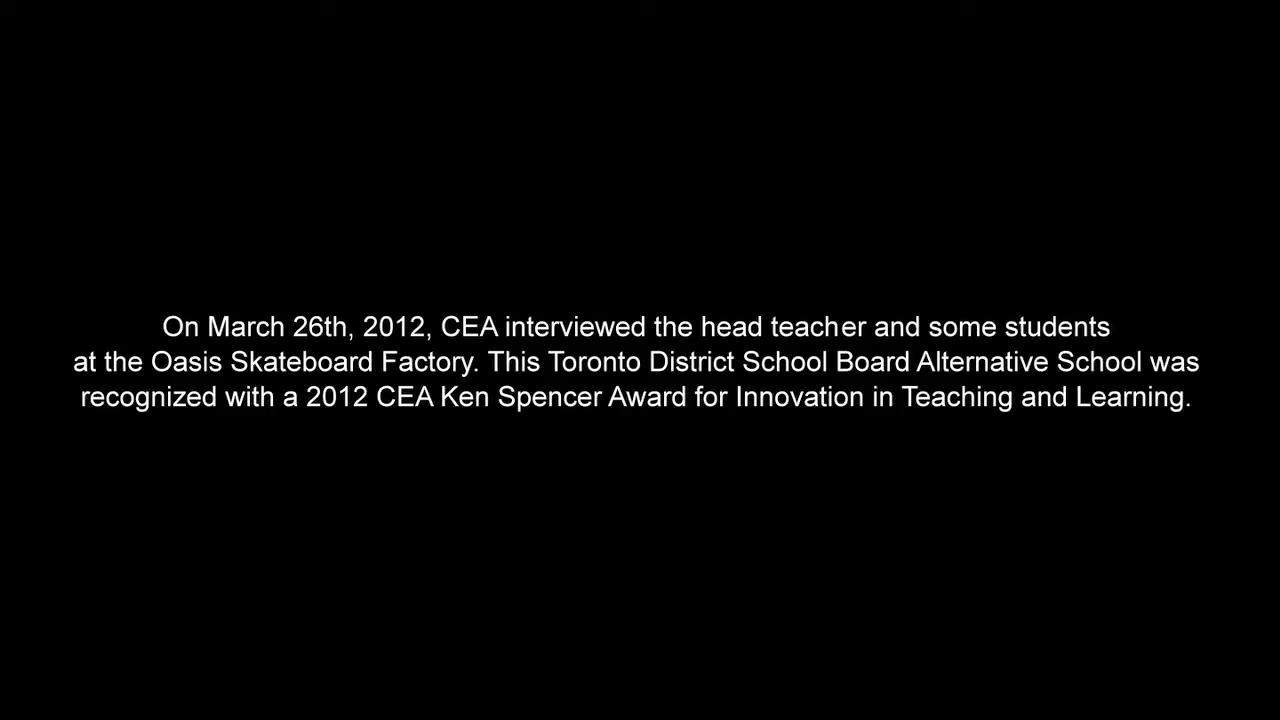 On March 26th, 2012, CEA interviewed the head teacher and some students
at the Oasis Skateboard Factory. This Toronto District School Board Alternative School was
recognized with a 2012 CEA Ken Spencer Award for Innovation in Teaching and Learning.